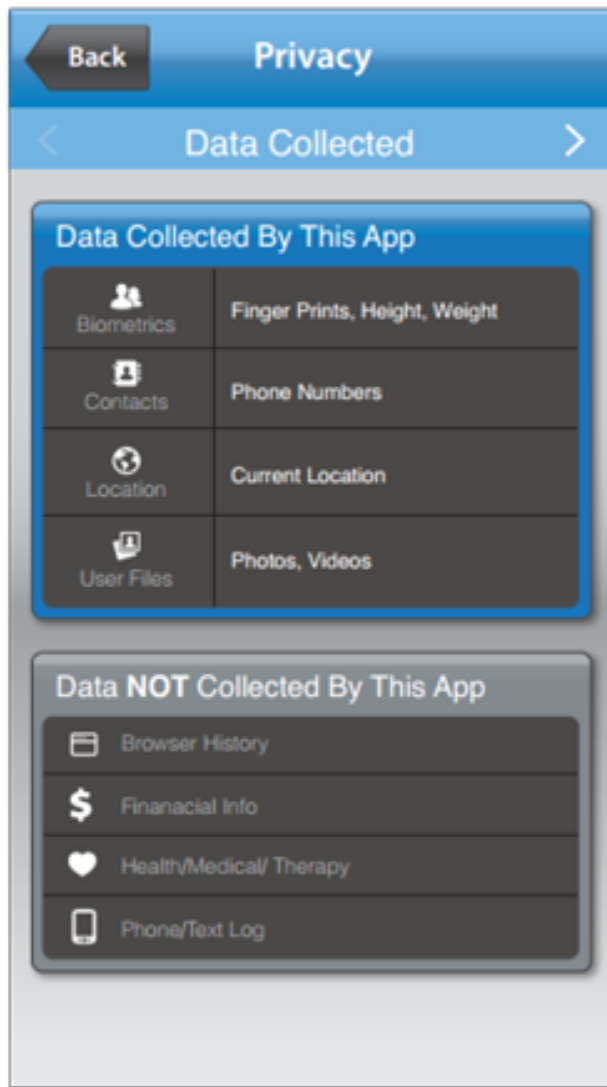 Back
Privacy
Data Collected
Data Collected By This App
Biometrics
Finger Prints, Height, Weight
Contacts
Phone Numbers
Location
Current Location
User Files
Photos, Videos
Data NOT Collected By This App
Browser History
Finanacial Info
Health/Medical/ Therapy
Phone/Text Log